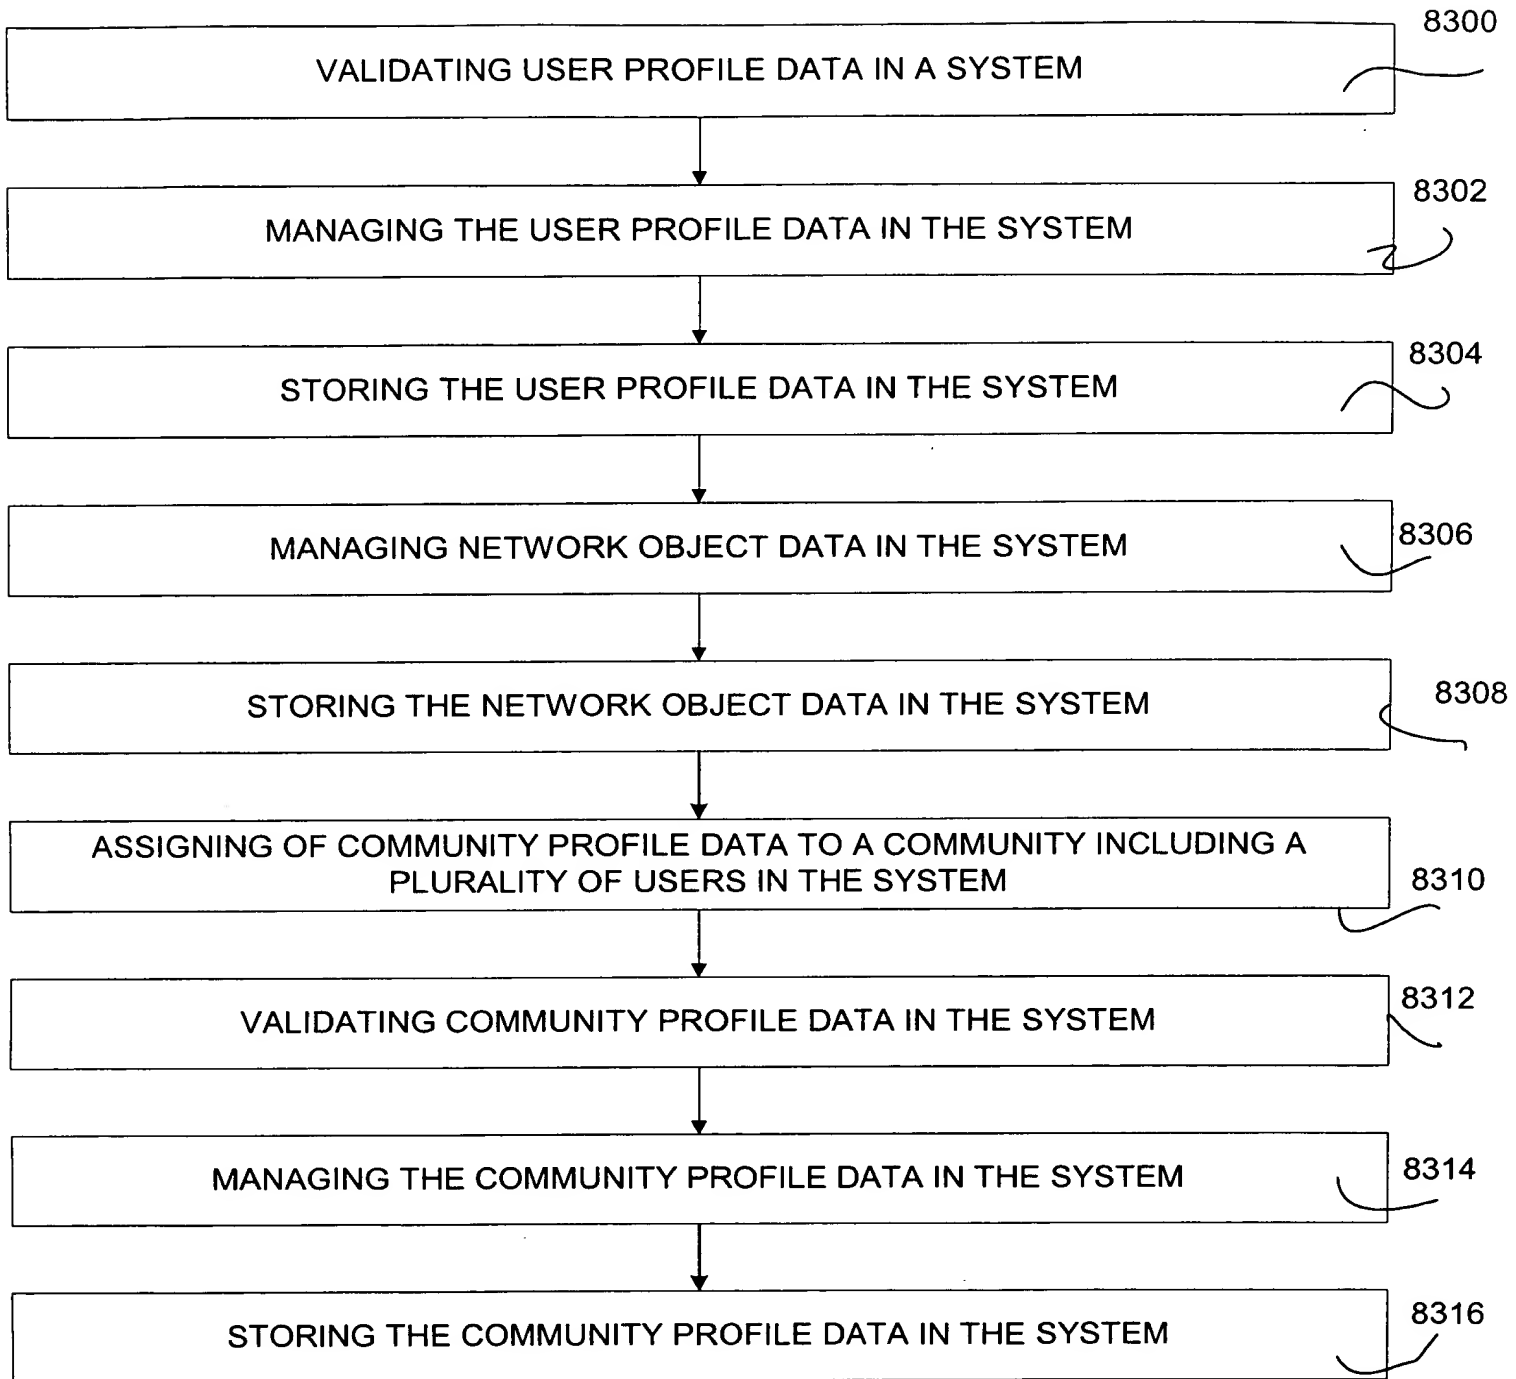 8300
VALIDATING USER PROFILE DATA IN A SYSTEM
8302
MANAGING THE USER PROFILE DATA IN THE SYSTEM
8304
STORING THE USER PROFILE DATA IN THE SYSTEM
8306
MANAGING NETWORK OBJECT DATA IN THE SYSTEM
8308
STORING THE NETWORK OBJECT DATA IN THE SYSTEM
ASSIGNING OF COMMUNITY PROFILE DATA TO A COMMUNITY INCLUDING A
PLURALITY OF USERS IN THE SYSTEM
8310
8312
VALIDATING COMMUNITY PROFILE DATA IN THE SYSTEM
8314
MANAGING THE COMMUNITY PROFILE DATA IN THE SYSTEM
8316
STORING THE COMMUNITY PROFILE DATA IN THE SYSTEM